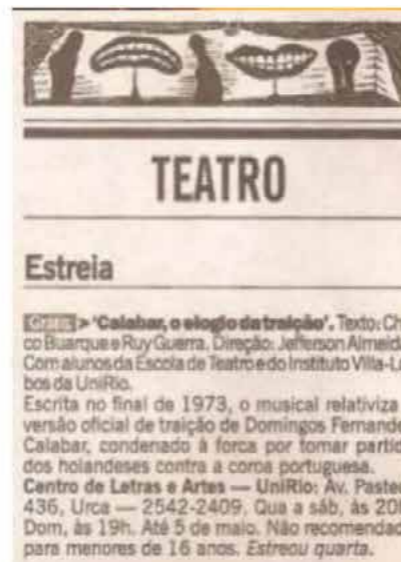 TEATRO
Estreia
Grátis > 'Calabar, o elogio da traição'. Texto: Ch
co Buarque e Ruy Guerra. Direção: Jefferson Almeida
Com alunos da Escola de Teatro e do Instituto Villa-L
bos da UniRio.
Escrita no final de 1973, o musical relativiza
versão oficial de traição de Domingos Fernande
Calabar, condenado à forca por tomar partid
dos holandeses contra a coroa portuguesa.
Centro de Letras e Artes — UniRio: Av. Paste
436, Urca — 2542-2409. Qua a sáb, às 20h
Dom, às 19h. Até 5 de maio. Não recomendad
para menores de 16 anos. Estreou quarta.